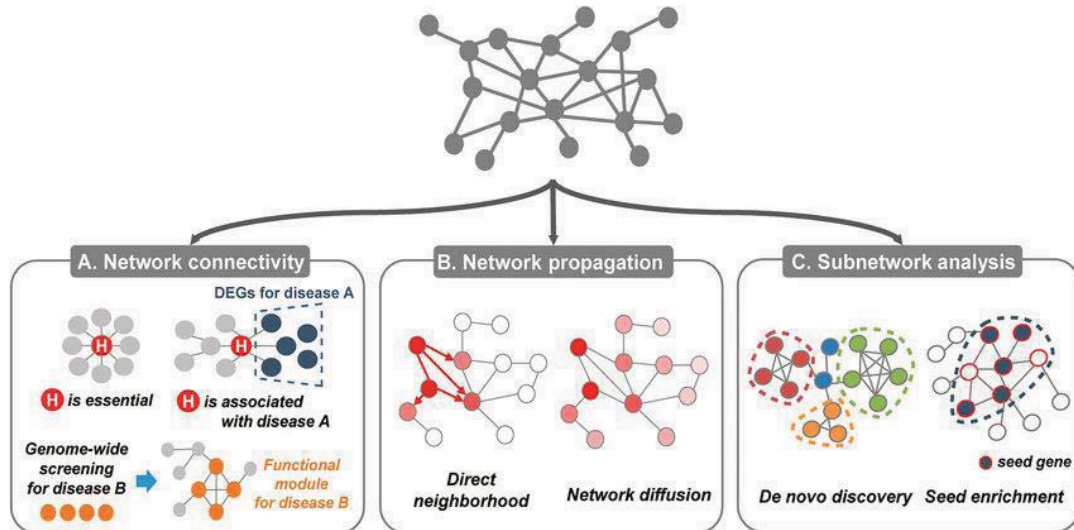 A. Network connectivity
DEGs for disease A
H
H
H is essential
H is associated
with disease A
Genome-wide
screening
for disease B
Functional
module
for disease B
B. Network propagation
Direct
neighborhood
Network diffusion
C. Subnetwork analysis
seed gene
De novo discovery
Seed enrichment